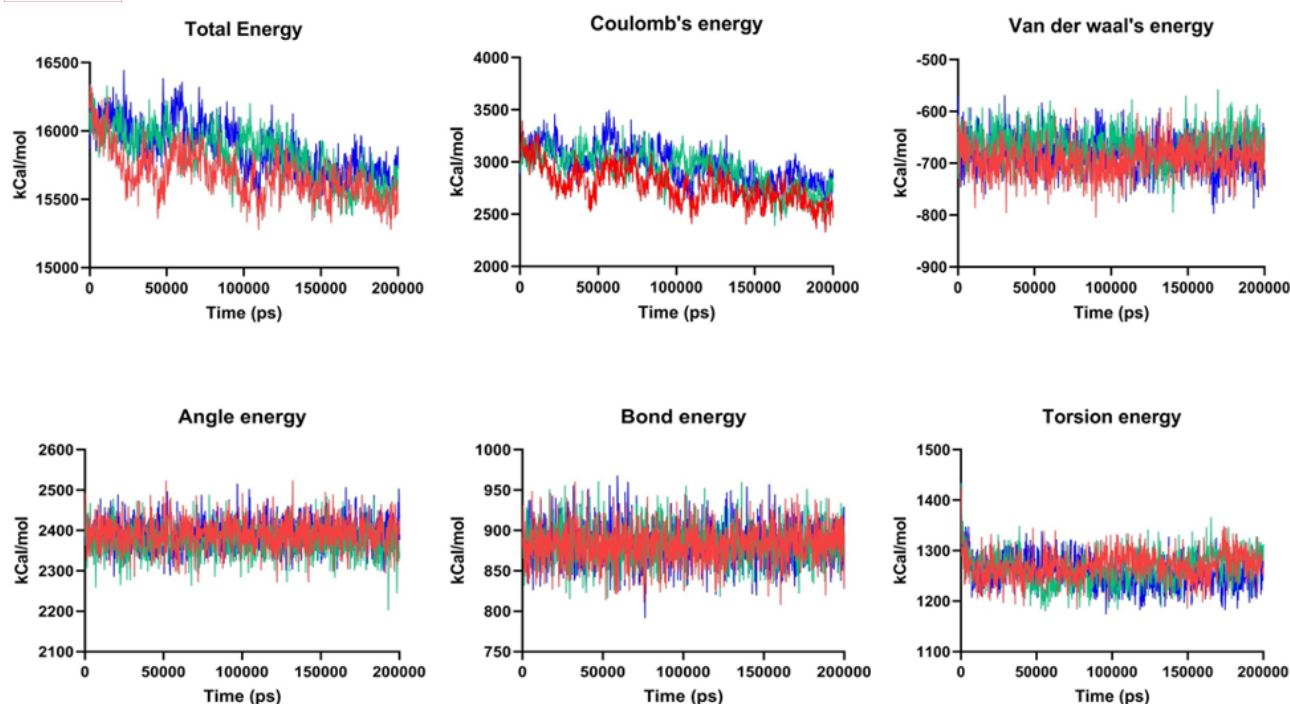 Total Energy
kCal/mol
16500
16000
15500
15000
0 50000 100000 150000 200000
Time (ps)
Coulomb's energy
kCal/mol
4000
3500
3000
2500
2000
0 50000 100000 150000 200000
Time (ps)
Van der waal's energy
kCal/mol
-500
-600
-700
-800
-900
0 50000 100000 150000 200000
Time (ps)
Angle energy
kCal/mol
2600
2500
2400
2300
2200
2100
0 50000 100000 150000 200000
Time (ps)
Bond energy
kCal/mol
1000
950
900
850
800
750
0 50000 100000 150000 200000
Time (ps)
Torsion energy
kCal/mol
1500
1400
1300
1200
1100
0 50000 100000 150000 200000
Time (ps)